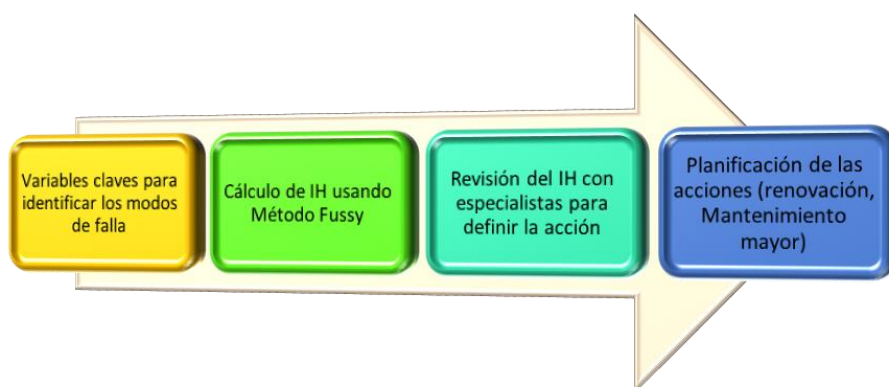 Variables claves para
identificar los modos
de falla
Cálculo de IH usando
Método Fussy
Revisión del IH con
especialistas para
definir la acción
Planificación de las
acciones (renovación,
Mantenimiento
mayor)